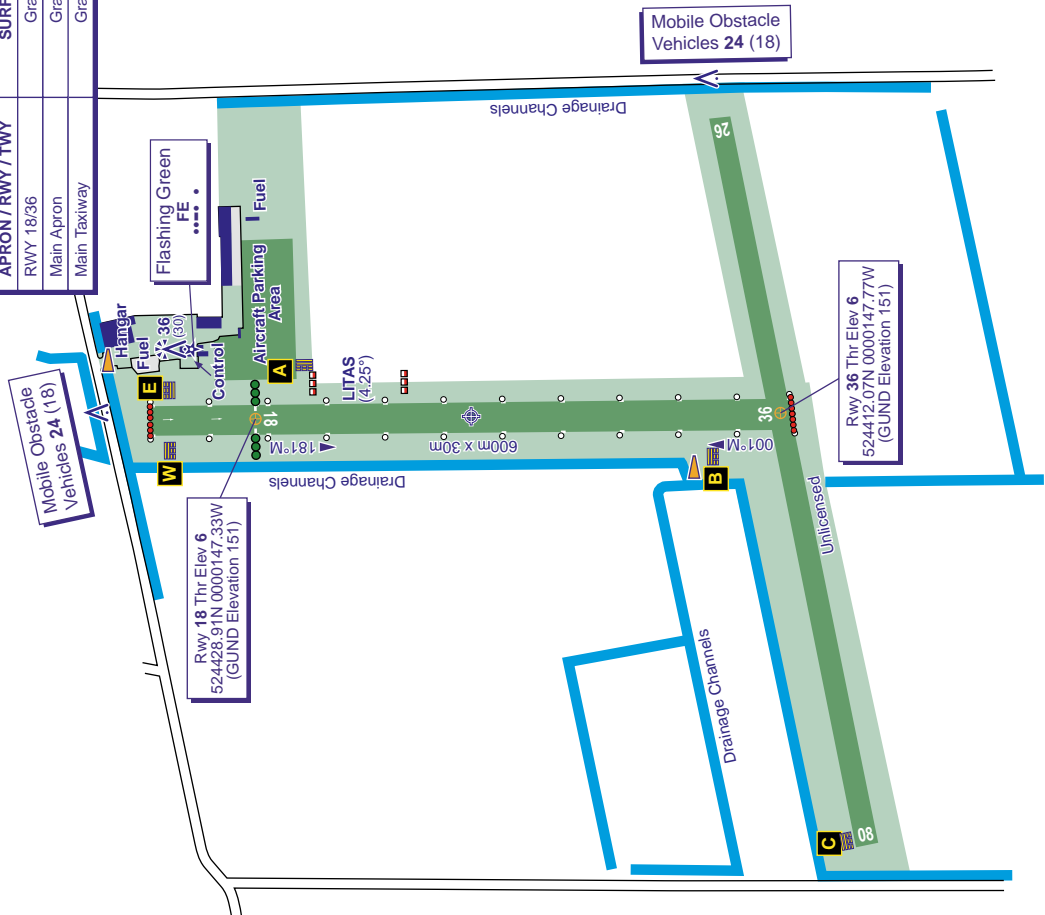 APRON / RWY / TWY
RWY 18/36
Main Apron
Main Taxiway
Mobile Obstacle
Vehicles 24 (18)
Drainage Channels
Flashing Green
FE
Hangar
Fuel
36
(30)
Control
Fuel
Aircraft Parking
Area
Mobile Obstacle
Vehicles 24 (18)
E
W
A
LITAS
(4.25°)
18
181°M
600m x 30m
001°M
36
26
Drainage Channels
Rwy 18 Thr Elev 6
524428.91N 0000147.33W
(GUND Elevation 151)
Rwy 36 Thr Elev 6
524412.07N 0000147.77W
(GUND Elevation 151)
B
Unlicensed
Drainage Channels
C
08